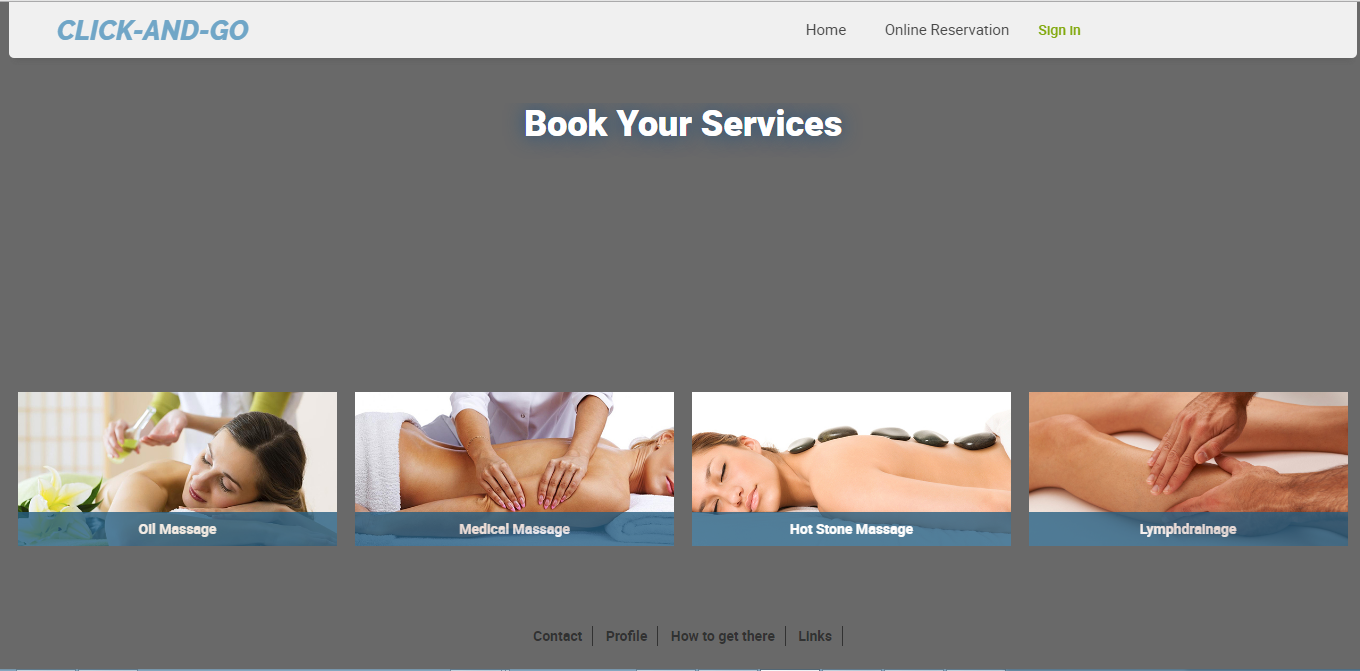 CLICK-AND-GO Home Online Reservation Sign in
Book Your Services
Oil Massage Medical Massage Hot Stone Massage Lymphdrainage
Contact Profile How to get there Links